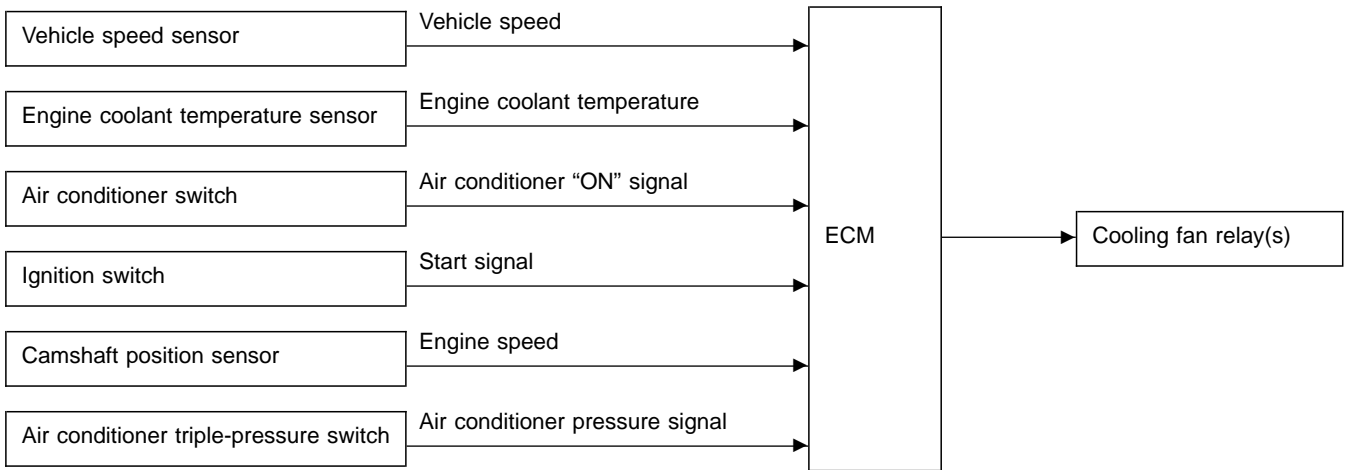 Vehicle speed sensor
Vehicle speed
Engine coolant temperature sensor
Engine coolant temperature
Air conditioner switch
Air conditioner “ON” signal
Ignition switch
Start signal
Camshaft position sensor
Engine speed
Air conditioner triple-pressure switch
Air conditioner pressure signal
ECM
Cooling fan relay(s)